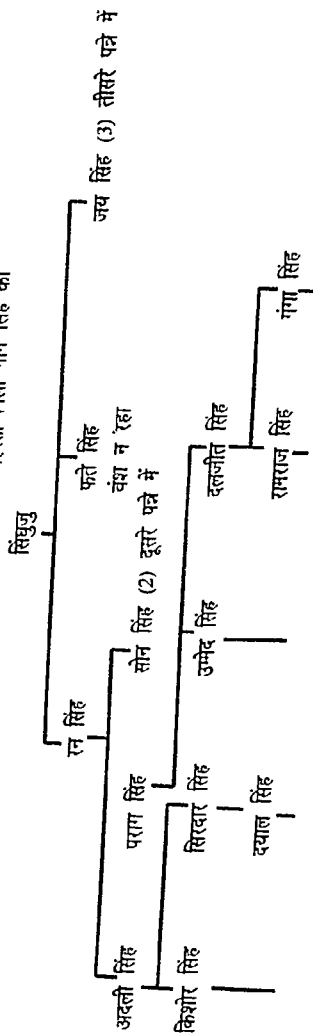 सिंघुजु
रन सिंह
फते सिंह
वंश न रहा
जय सिंह (3) तीसरे पन्ने में
अदली सिंह
पराग सिंह
सोन सिंह (2) दूसरे पन्ने में
किशोर सिंह
सिरदार सिंह
उम्मेद सिंह
दलजीत सिंह
दयाल सिंह
रामराज सिंह
गंगा सिंह